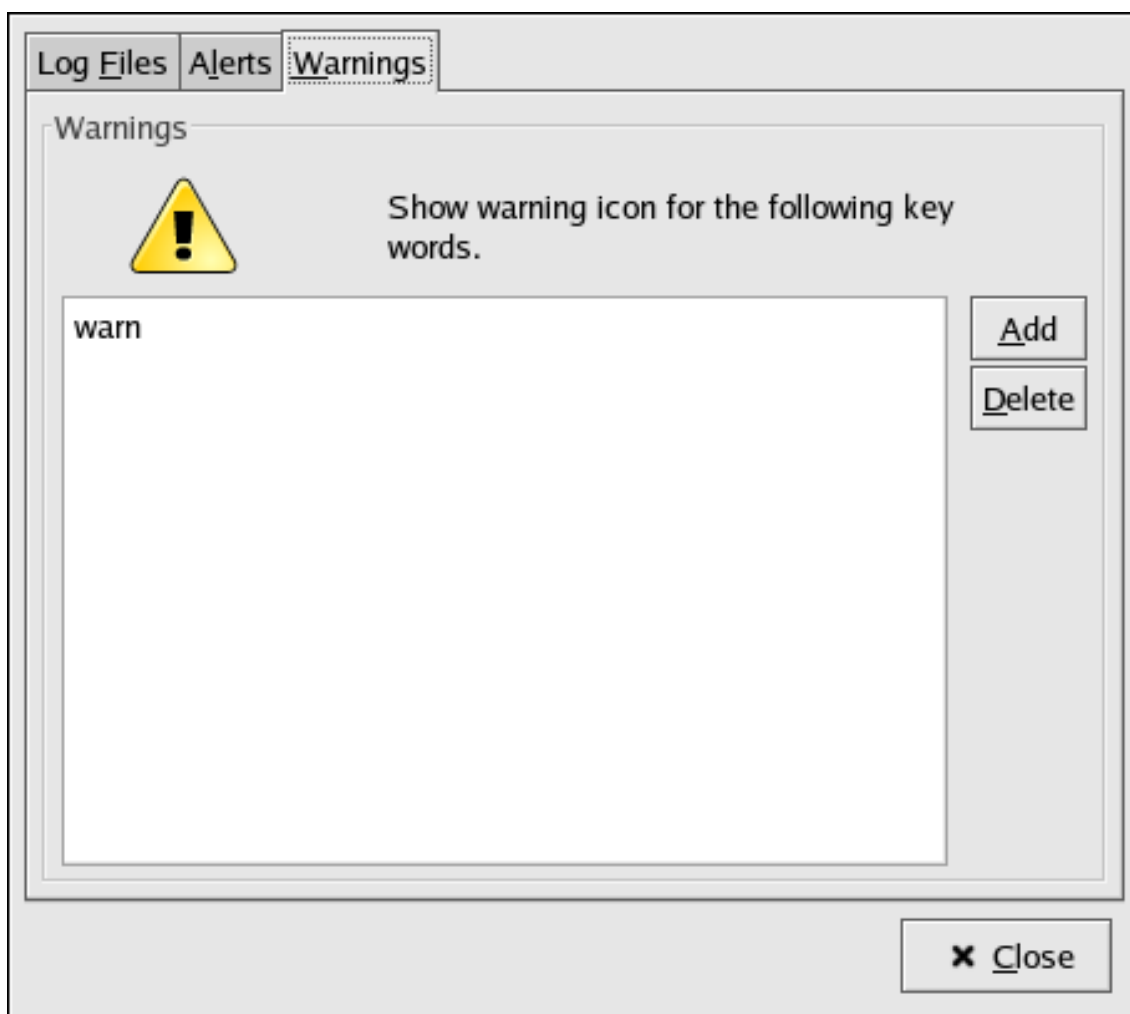 Log Files Alerts Warnings
Warnings
Show warning icon for the following key
words.
warn
Add
Delete
Close